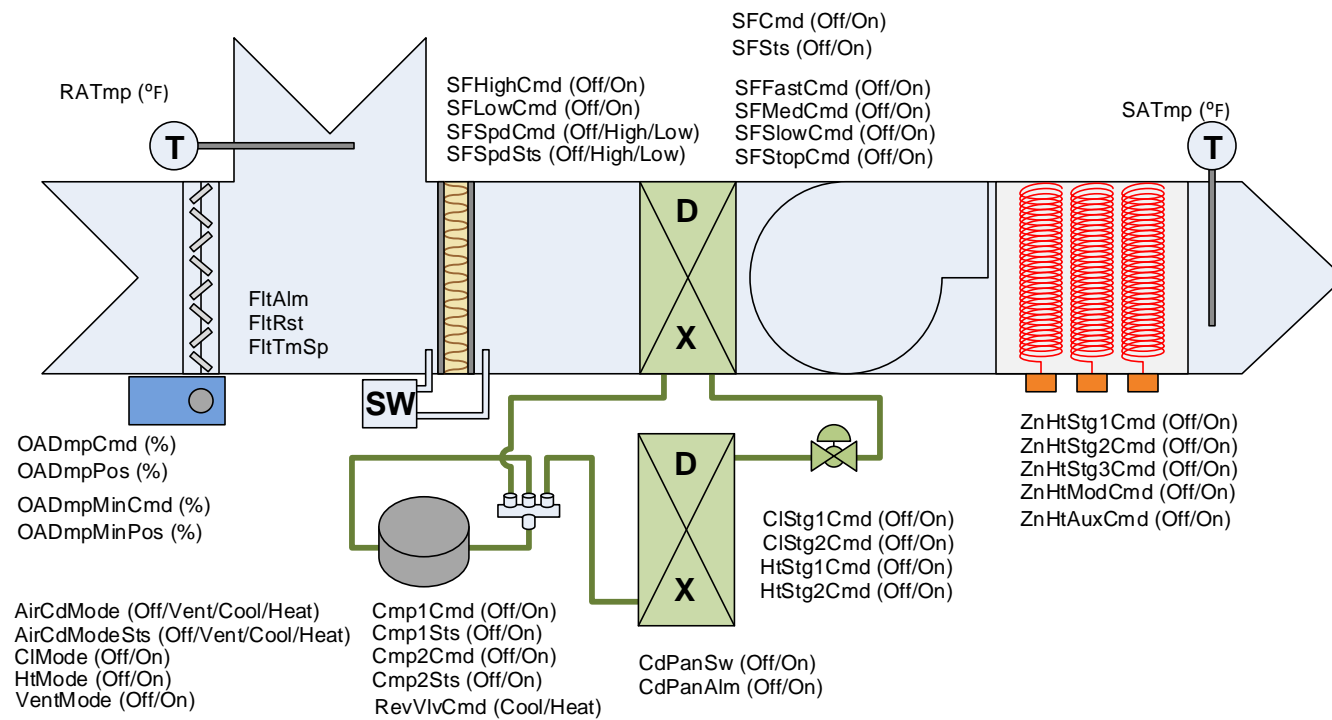 SFCmd (Off/On)
SFSts (Off/On)
RATmp (ºF)
SFHighCmd (Off/On)
SFLowCmd (Off/On)
SFSpdCmd (Off/High/Low)
SFSpdSts (Off/High/Low)
SFFastCmd (Off/On)
SFMedCmd (Off/On)
SFSlowCmd (Off/On)
SFStopCmd (Off/On)
SATmp (ºF)
T
T
D
X
FltAlm
FltRst
FltTmSp
SW
OADmpCmd (%)
OADmpPos (%)
OADmpMinCmd (%)
OADmpMinPos (%)
D
X
ClStg1Cmd (Off/On)
ClStg2Cmd (Off/On)
HtStg1Cmd (Off/On)
HtStg2Cmd (Off/On)
ZnHtStg1Cmd (Off/On)
ZnHtStg2Cmd (Off/On)
ZnHtStg3Cmd (Off/On)
ZnHtModCmd (Off/On)
ZnHtAuxCmd (Off/On)
AirCdMode (Off/Vent/Cool/Heat)
AirCdModeSts (Off/Vent/Cool/Heat)
ClMode (Off/On)
HtMode (Off/On)
VentMode (Off/On)
Cmp1Cmd (Off/On)
Cmp1Sts (Off/On)
Cmp2Cmd (Off/On)
Cmp2Sts (Off/On)
RevVlvCmd (Cool/Heat)
CdPanSw (Off/On)
CdPanAlm (Off/On)